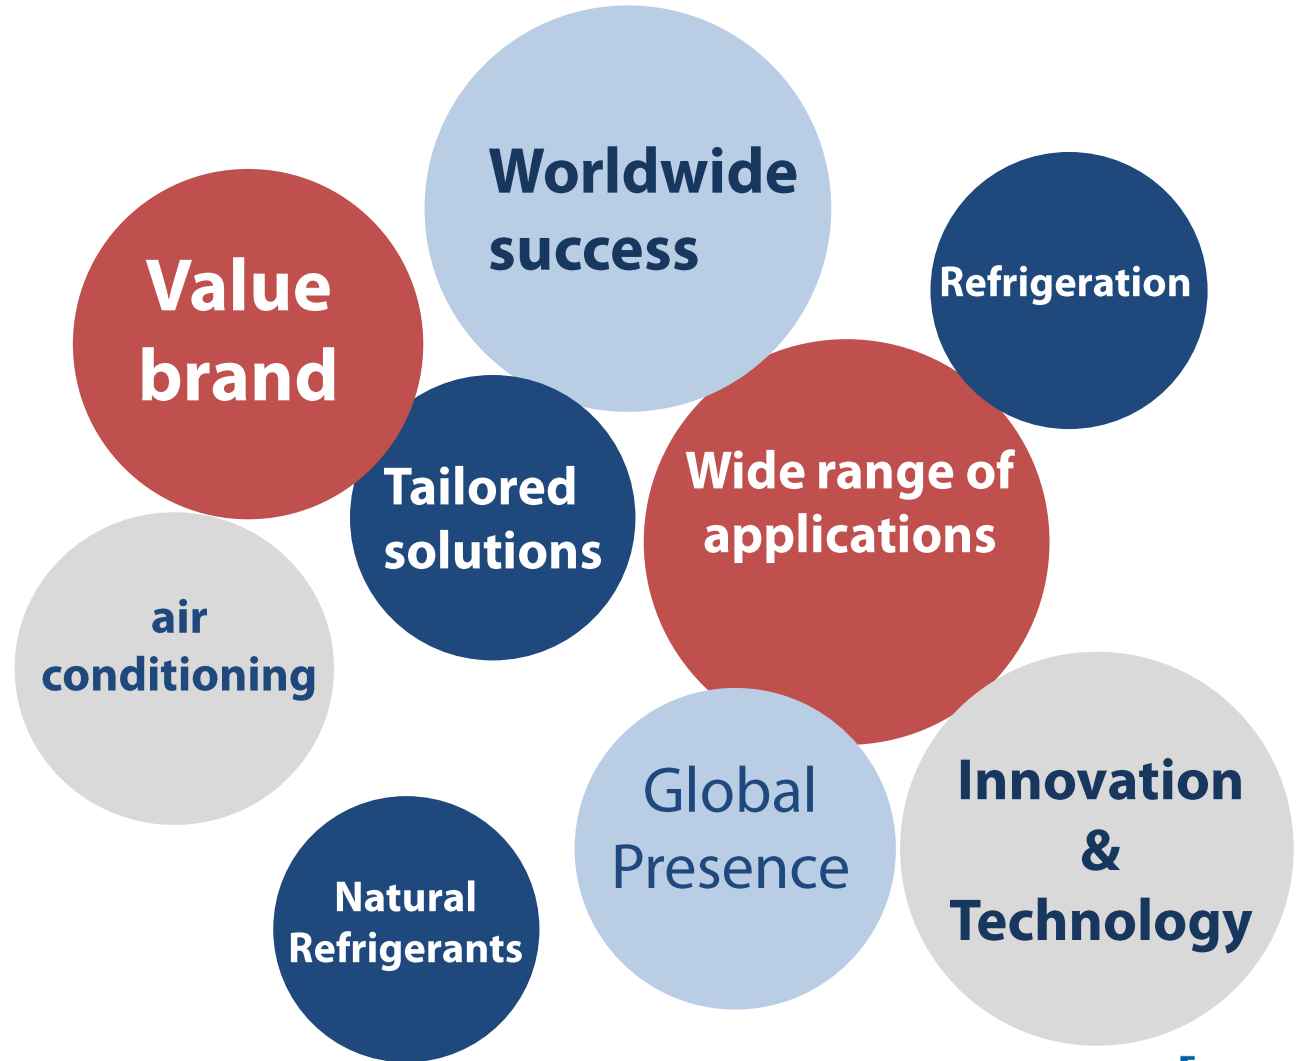 Worldwide
success
Value
brand
Refrigeration
Tailored
solutions
Wide range of
applications
air
conditioning
Global
Presence
Innovation
&
Technology
Natural
Refrigerants